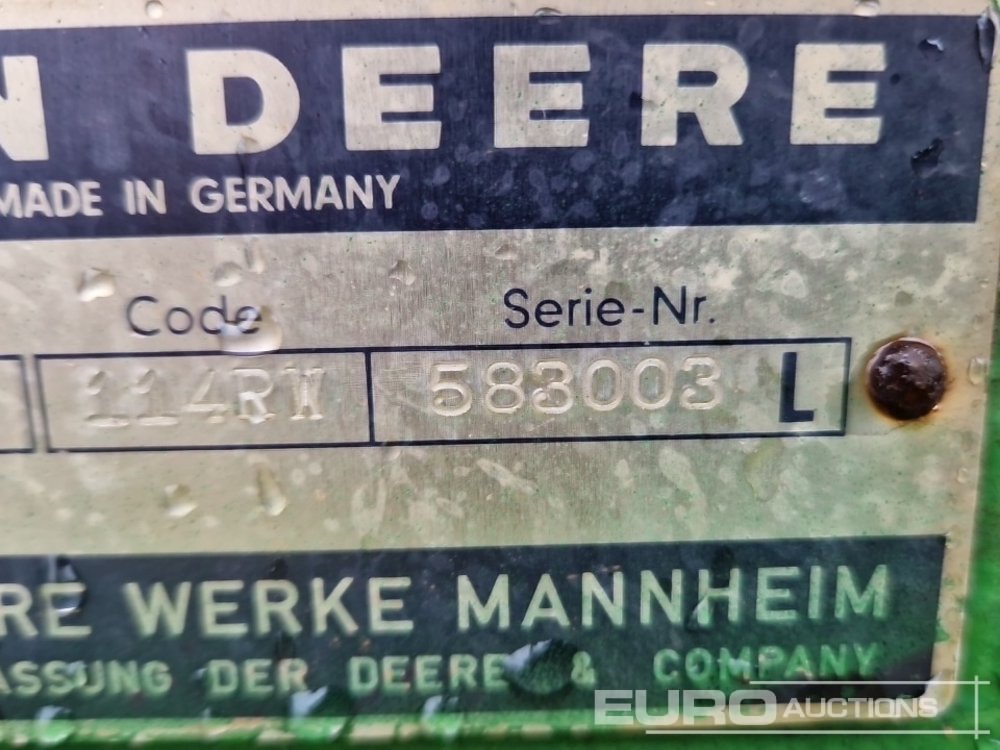 N DEERE
MADE IN GERMANY
Code Serie-Nr.
114RW 583003 L
RE WERKE MANNHEIM
ASSUNG DER DEERE & COMPANY
EURO AUCTIONS